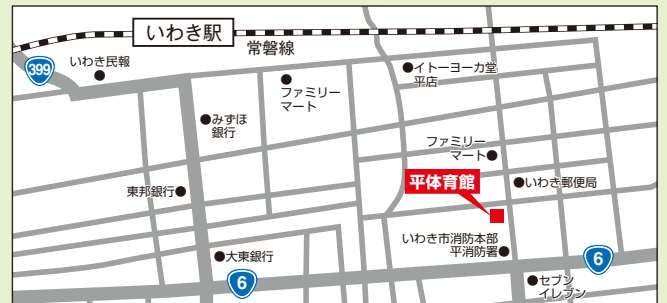 いわき駅
常磐線
399
いわき民報
イトーヨーカ堂
平店
ファミリー
マート
みずほ
銀行
ファミリー
マート
平体育館
いわき郵便局
東邦銀行
いわき市消防本部
平消防署
大東銀行
6
6
セブン
イレブン